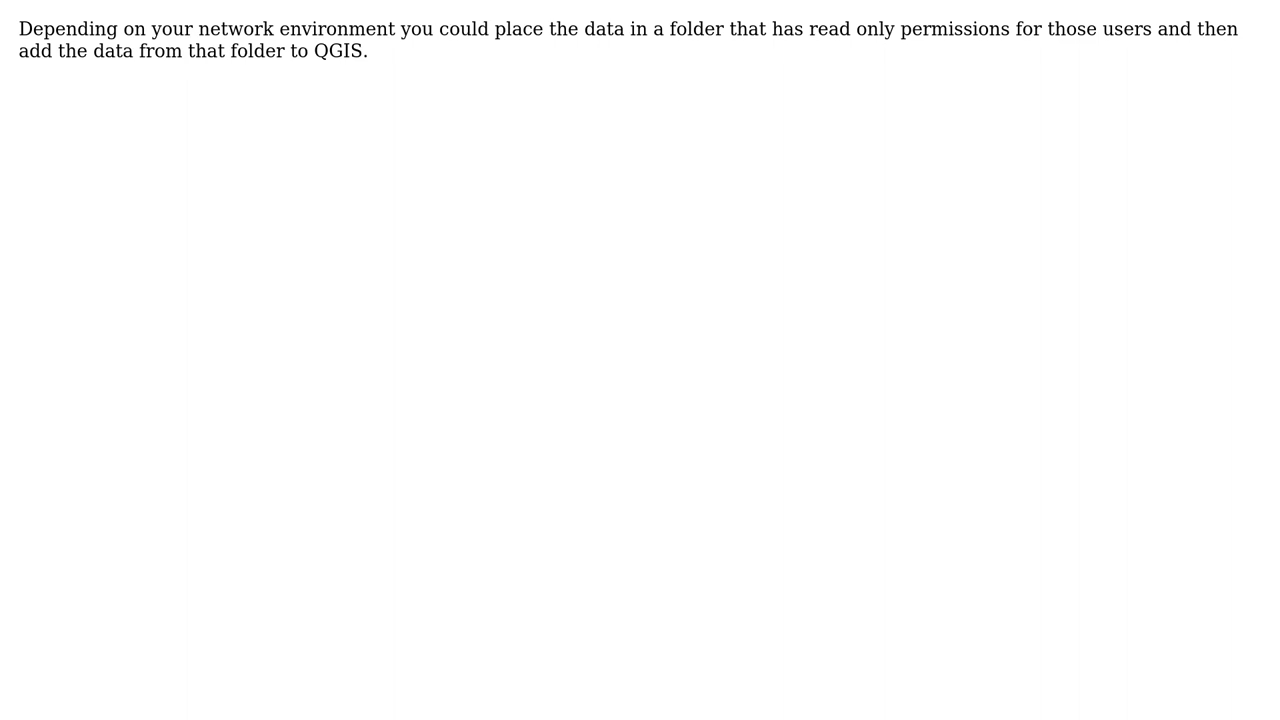 Depending on your network environment you could place the data in a folder that has read only permissions for those users and then
add the data from that folder to QGIS.